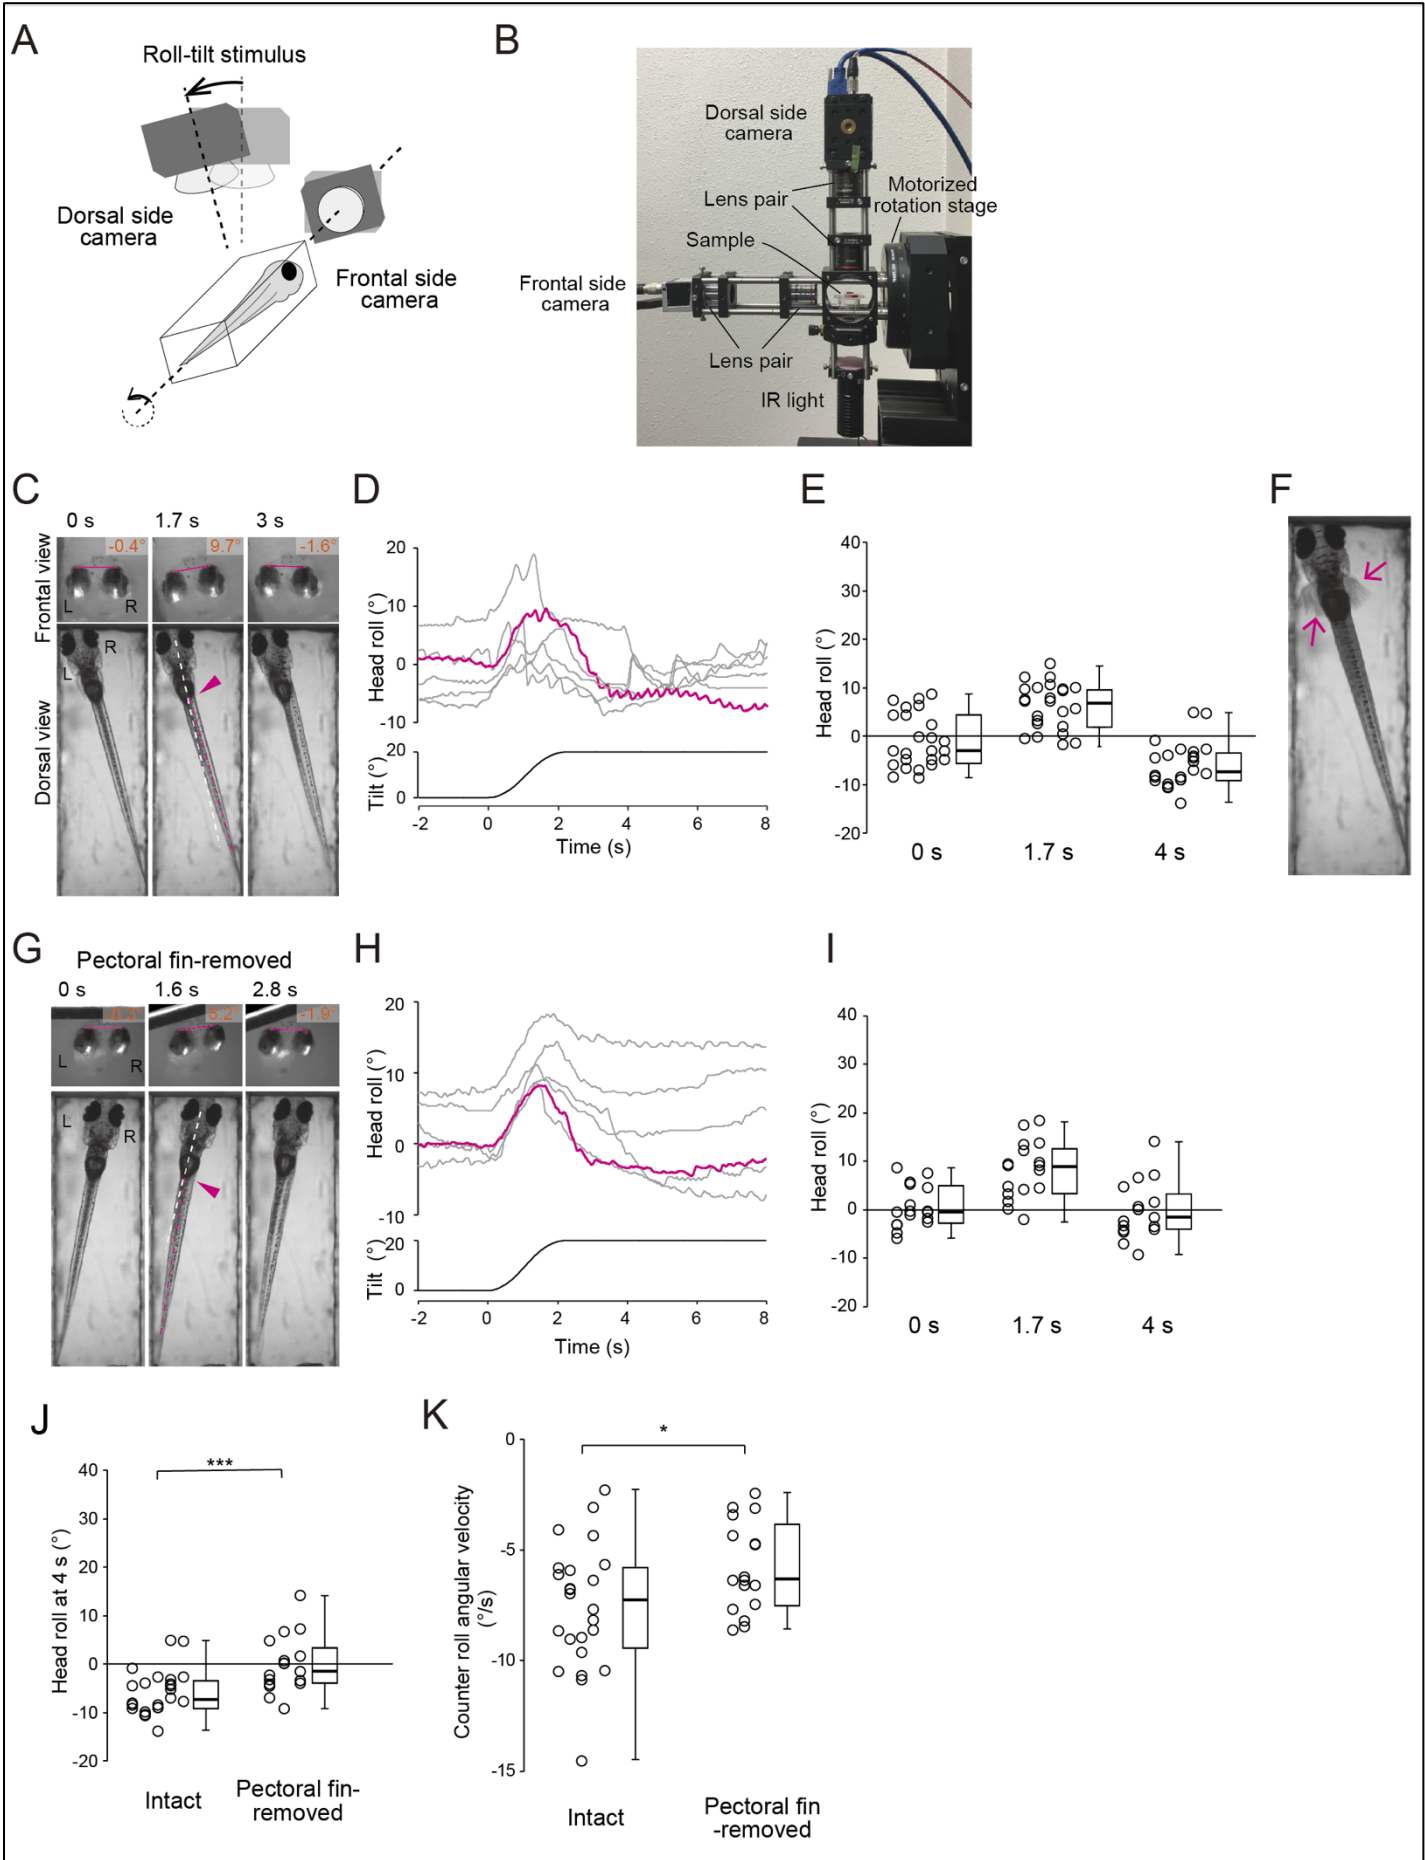 A
Roll-tilt stimulus
Dorsal side
camera
Frontal side
camera
B
Dorsal side
camera
Lens pair
Motorized
rotation stage
Sample
Frontal side
camera
Lens pair
IR light
C
0 s
1.7 s
3 s
Frontal view
-0.4°
9.7°
-1.6°
L
R
Dorsal view
R
L
D
Head roll (°)
20
10
0
-10
Tilt (°)
20
0
-2
0
2
4
6
8
Time (s)
E
Head roll (°)
40
30
20
10
0
-10
-20
0 s
1.7 s
4 s
F
G
Pectoral fin-removed
0 s
1.6 s
2.8 s
8.2°
-1.9°
L
R
L
R
H
Head roll (°)
20
10
0
-10
Tilt (°)
20
0
-2
0
2
4
6
8
Time (s)
I
Head roll (°)
40
30
20
10
0
-10
-20
0 s
1.7 s
4 s
J
***
Head roll at 4 s (°)
40
30
20
10
0
-10
-20
Intact
Pectoral fin-
removed
K
*
Counter roll angular velocity
(°/s)
0
-5
-10
-15
Intact
Pectoral fin
-removed